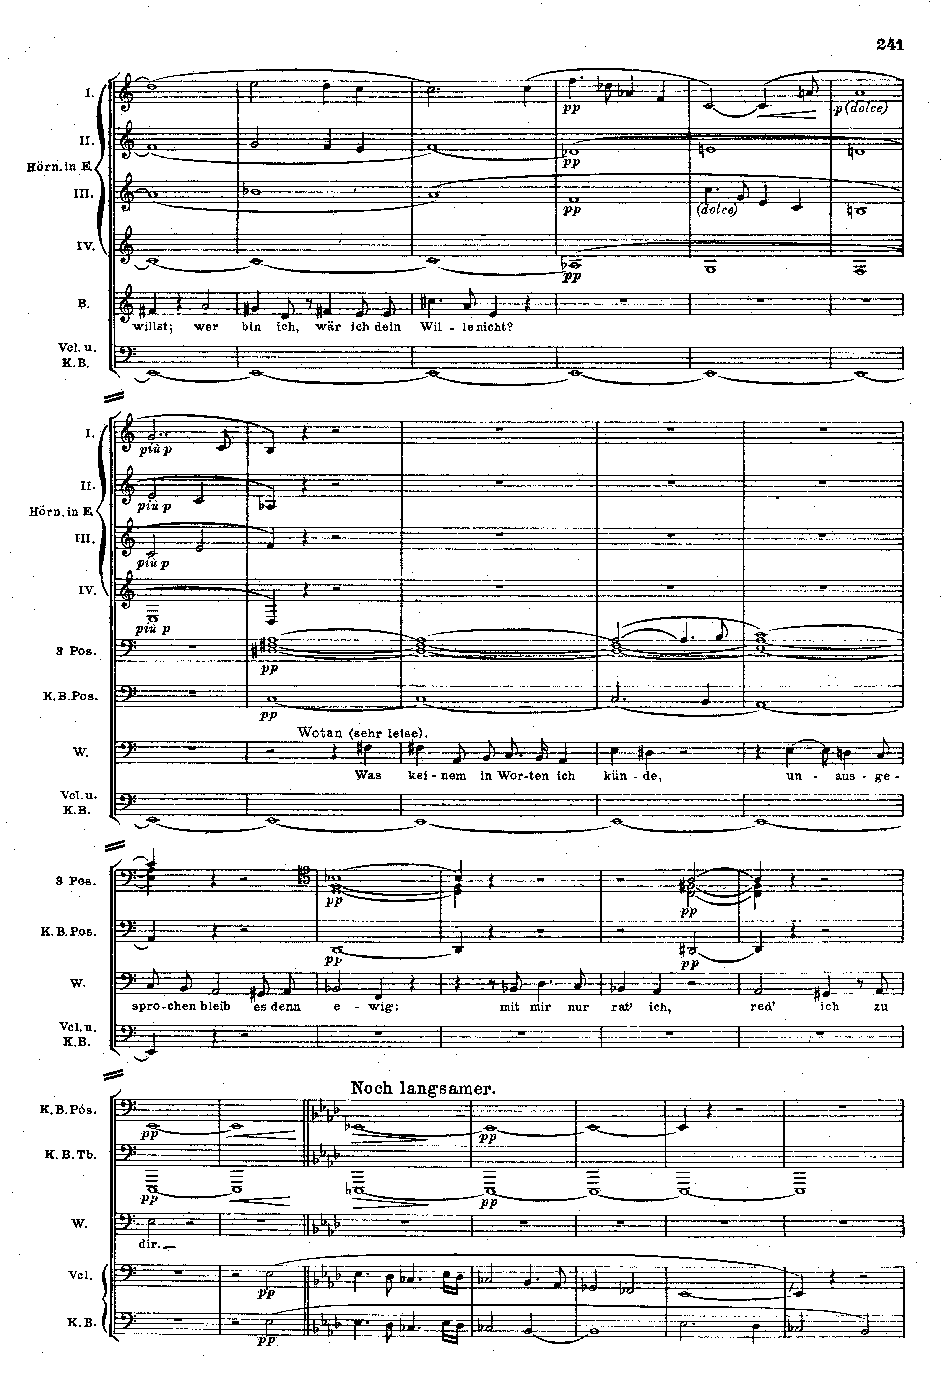 241
I.
pp
p(dolce)
II.
pp
Hörn. in E.
III.
pp
(dolce)
IV.
pp
B.
willst; wer bin ich, wär ich dein Wil - le nicht?
Vcl. u.
K.B.
I.
più p
II.
più p
Hörn. in E.
III.
più p
IV.
più p
3 Pos.
pp
K.B.Pos.
pp
Wotan (sehr leise).
W.
Was kei - nem in Wor - ten ich kün - de, un - aus - ge -
Vcl. u.
K.B.
3 Pos.
pp
pp
K.B.Pos.
pp
pp
W.
spro - chen bleib es denn e - wig: mit mir nur rat' ich, red' ich zu
Vcl. u.
K.B.
Noch langsamer.
K.B.Pos.
pp
pp
K.B.Tb.
pp
pp
W.
dir.
Vcl.
pp
K.B.
pp